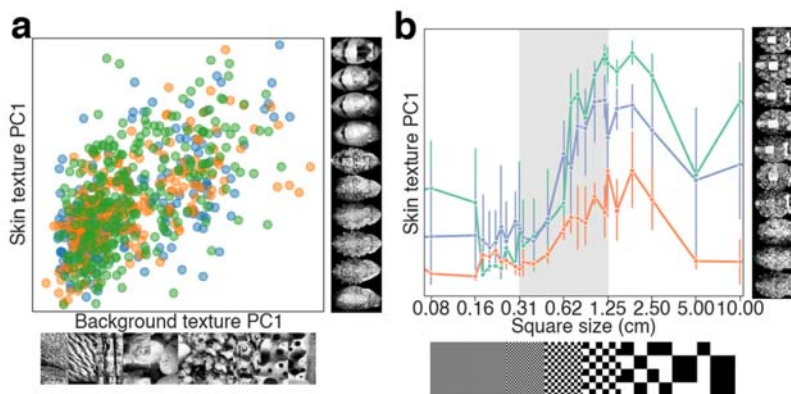 a
Skin texture PC1
Background texture PC1
b
Skin texture PC1
0.08 0.16 0.31 0.62 1.25 2.50 5.00 10.00
Square size (cm)